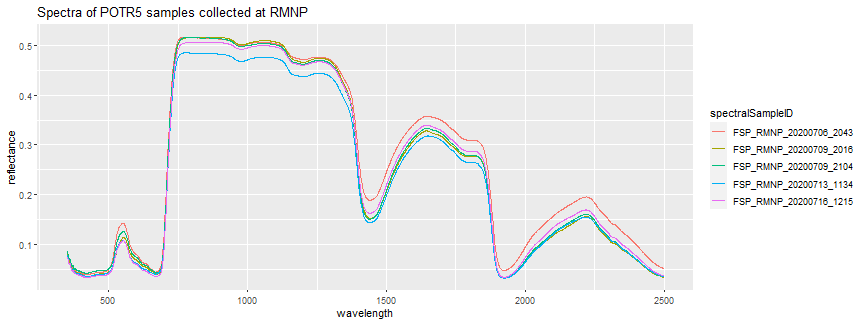 Spectra of POTR5 samples collected at RMNP
0.5
0.4
0.3
0.2
0.1
reflectance
500
1000
1500
2000
2500
wavelength
spectralSampleID
FSP_RMNP_20200706_2043
FSP_RMNP_20200709_2016
FSP_RMNP_20200709_2104
FSP_RMNP_20200713_1134
FSP_RMNP_20200716_1215